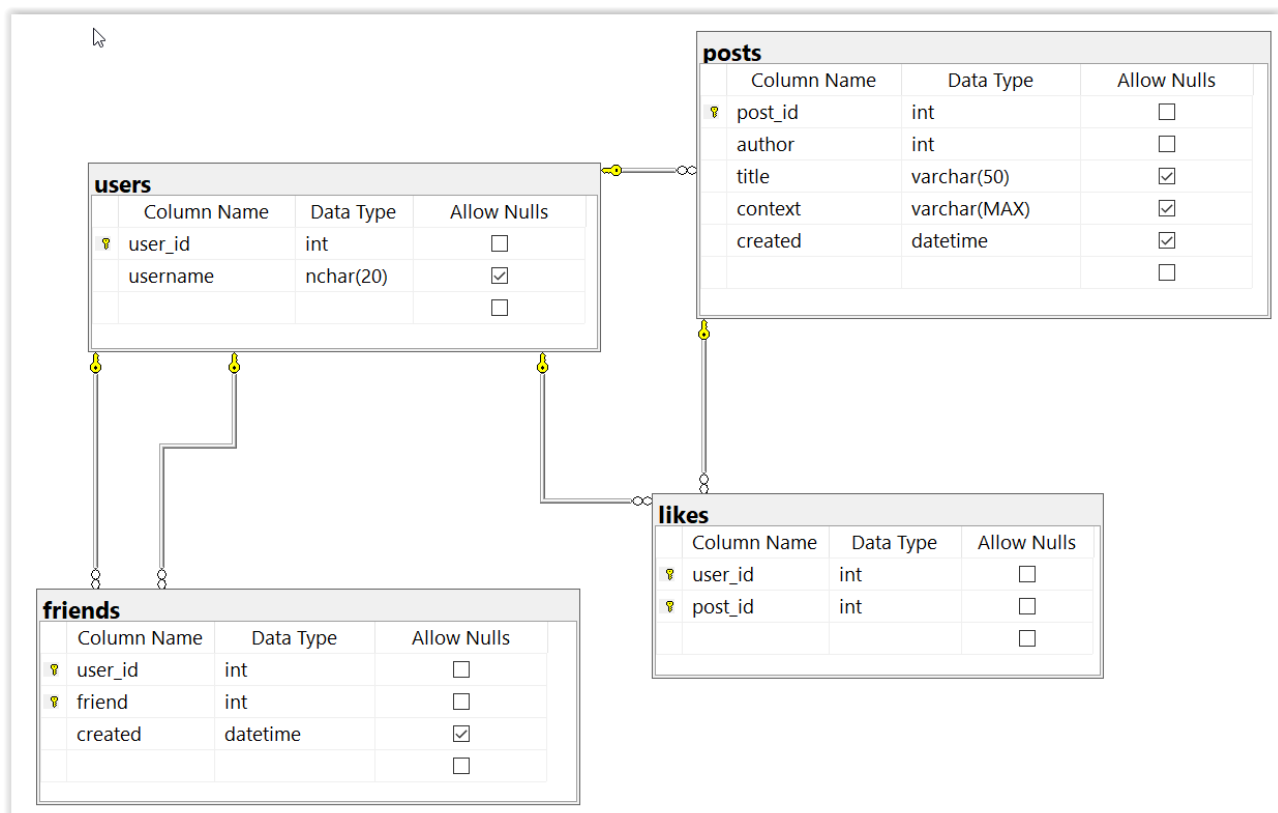 posts
Column Name Data Type Allow Nulls
post_id int
author int
title varchar(50)
context varchar(MAX)
created datetime
users
Column Name Data Type Allow Nulls
user_id int
username nchar(20)
likes
Column Name Data Type Allow Nulls
user_id int
post_id int
friends
Column Name Data Type Allow Nulls
user_id int
friend int
created datetime